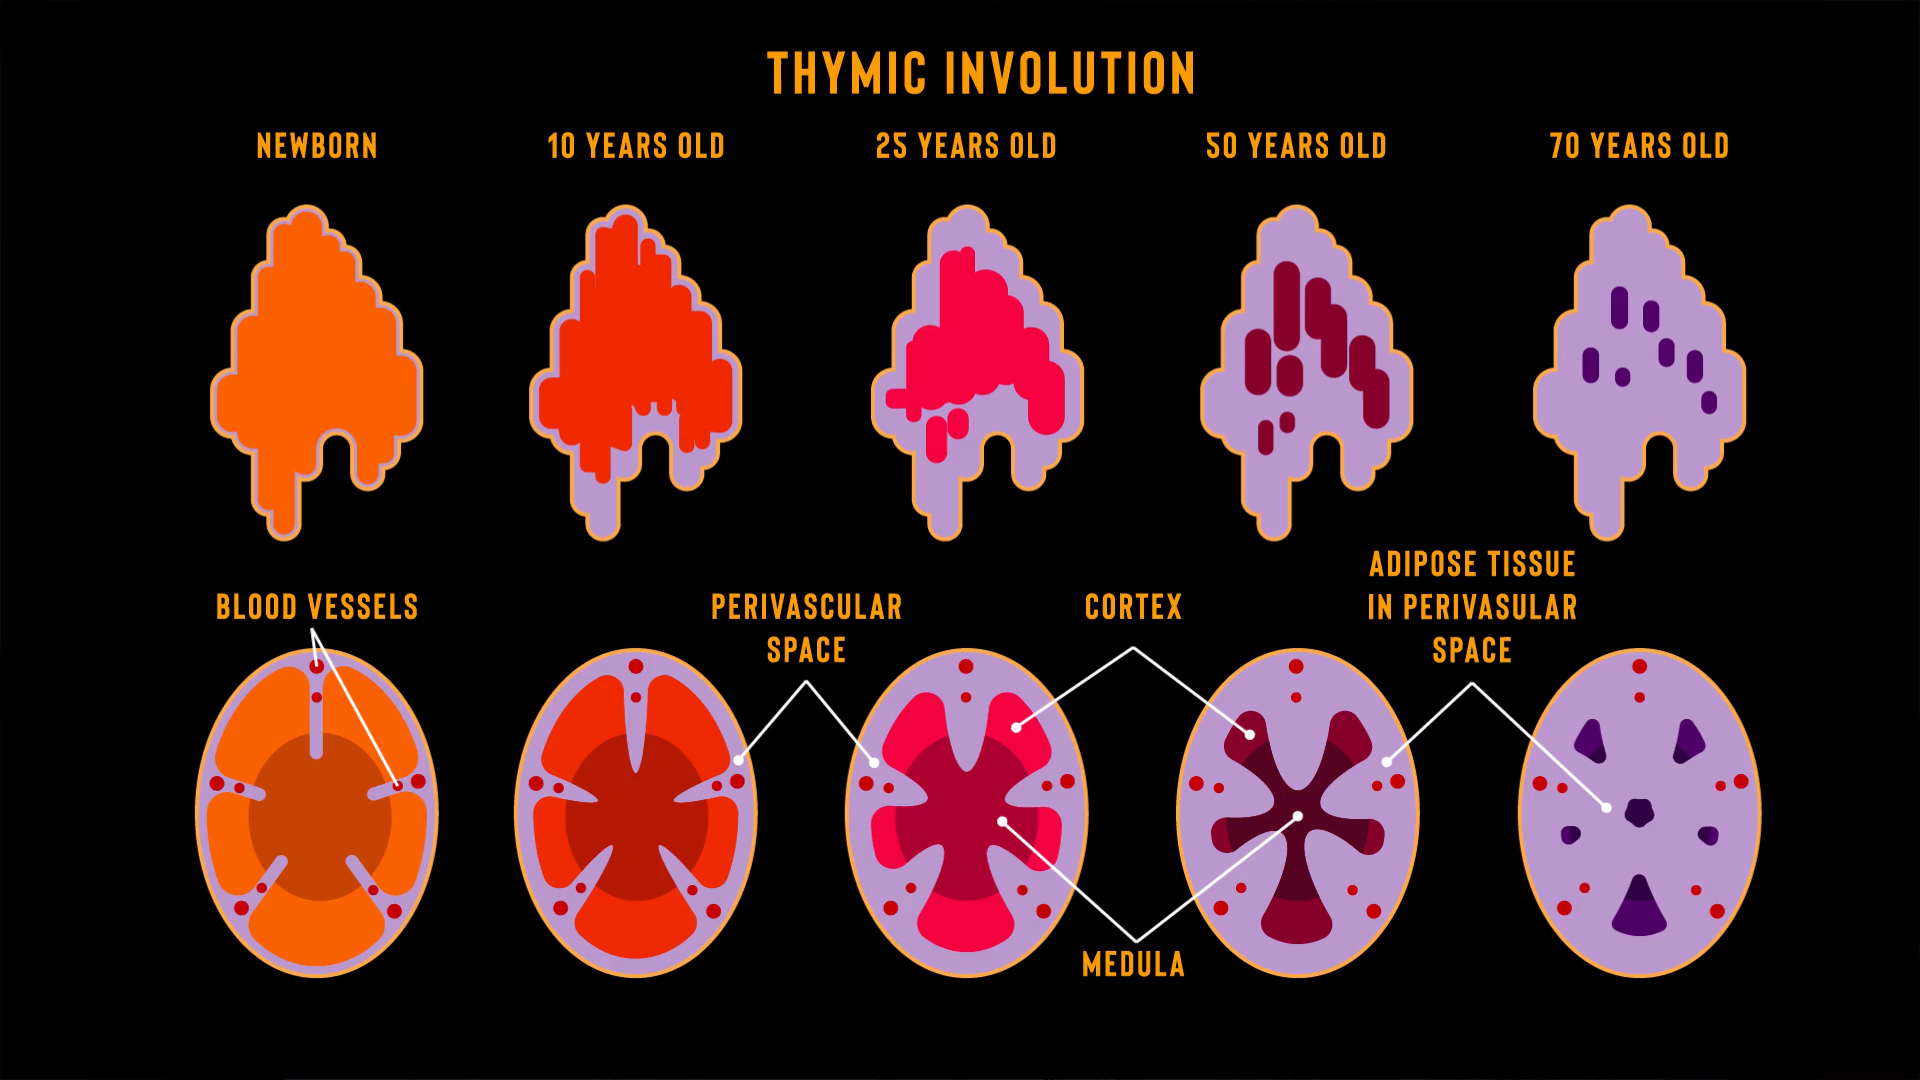 THYMIC INVOLUTION
NEWBORN
10 YEARS OLD
25 YEARS OLD
50 YEARS OLD
70 YEARS OLD
BLOOD VESSELS
PERIVASCULAR
SPACE
CORTEX
ADIPOSE TISSUE
IN PERIVASULAR
SPACE
MEDULA